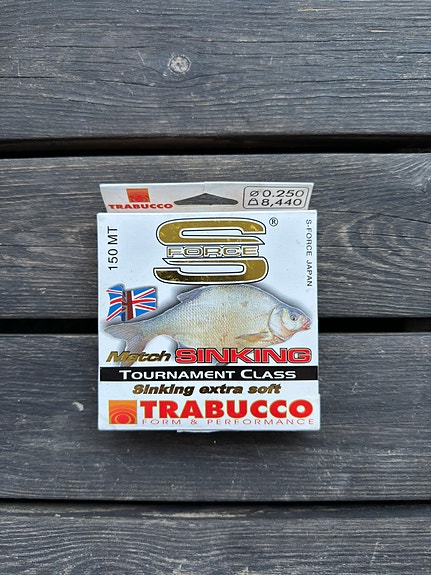 TRABUCCO
Ø 0.250
8,440
S
FORCE
®
150 MT
S-FORCE JAPAN
Match SINKING
TOURNAMENT CLASS
Sinking extra soft
TRABUCCO
FORM & PERFORMANCE